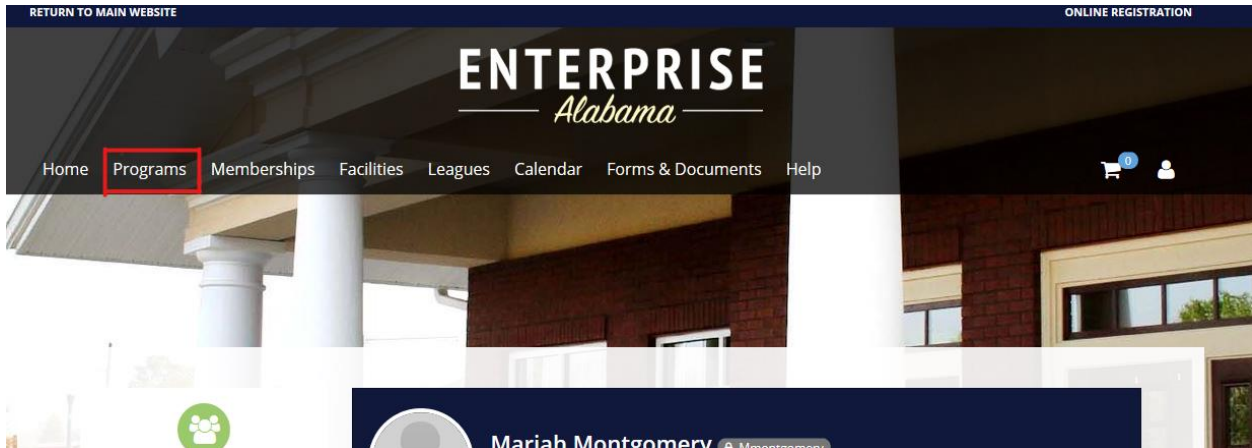 RETURN TO MAIN WEBSITE ONLINE REGISTRATION
ENTERPRISE
Alabama
Home Programs Memberships Facilities Leagues Calendar Forms & Documents Help 0
Mariah Montgomery Mmontgomery